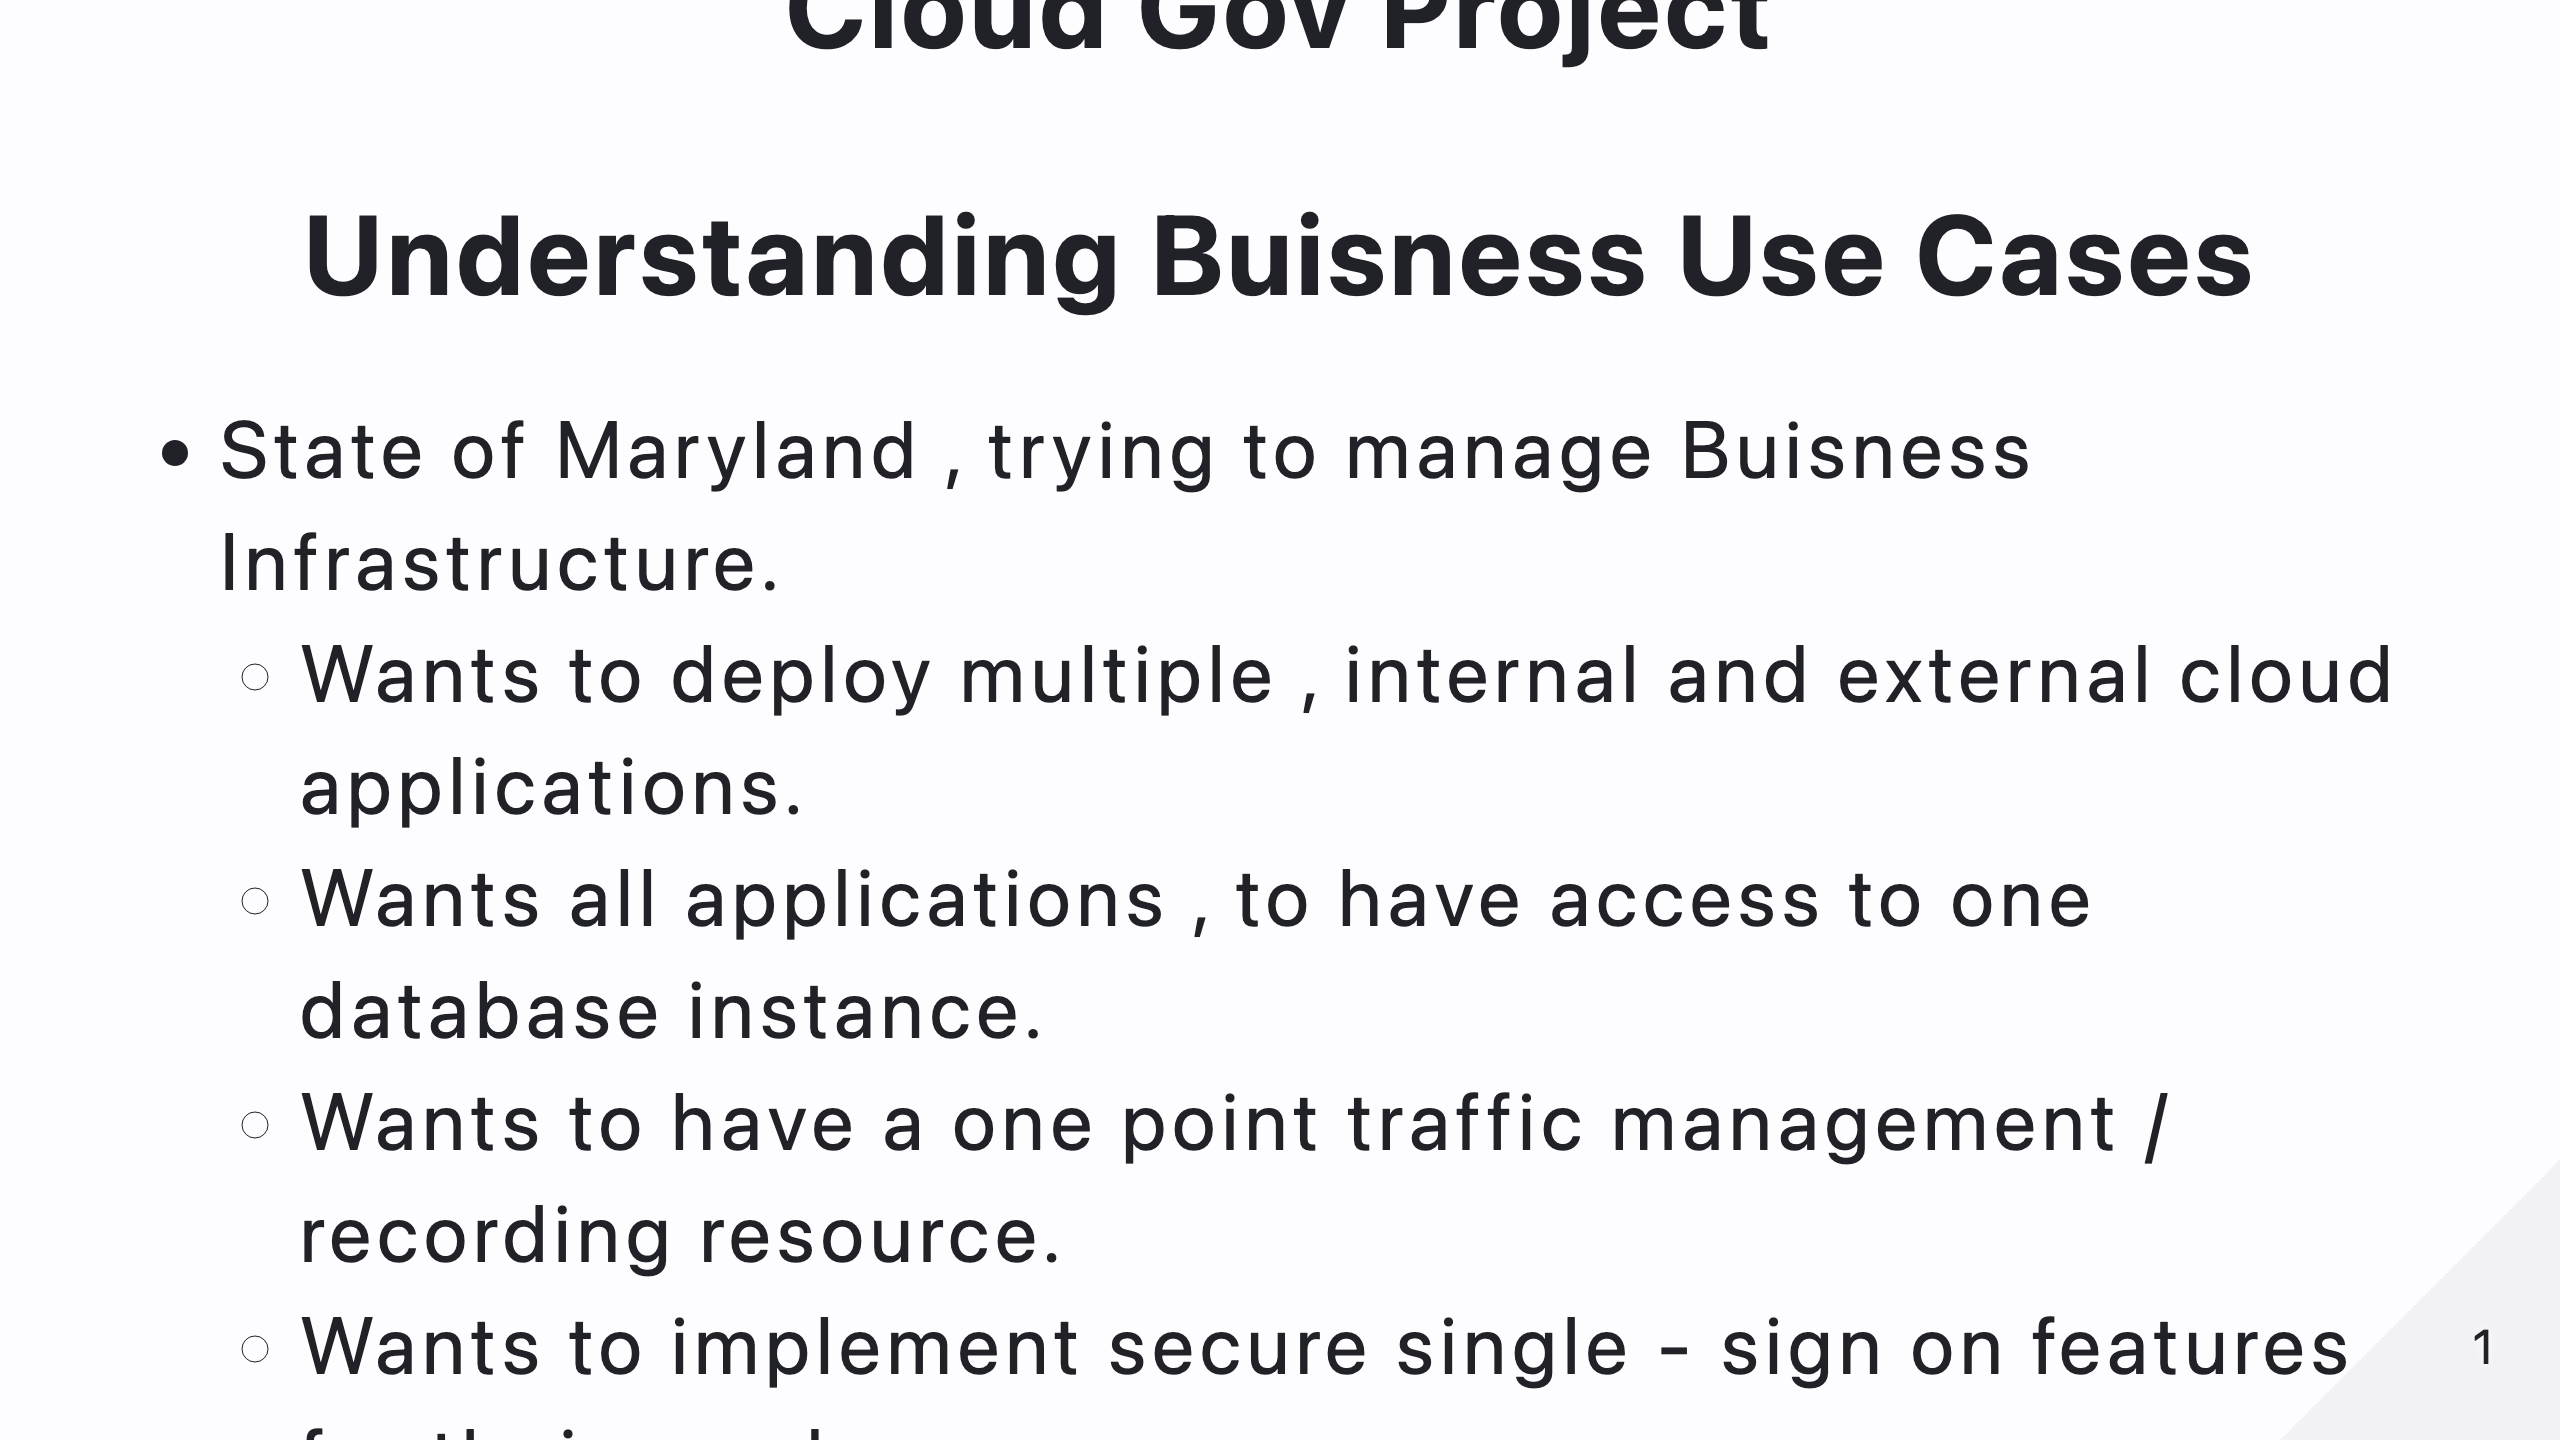 Cloud Gov Project
Understanding Buisness Use Cases
State of Maryland , trying to manage Buisness
Infrastructure.
Wants to deploy multiple , internal and external cloud
applications.
Wants all applications , to have access to one
database instance.
Wants to have a one point traffic management /
recording resource.
Wants to implement secure single - sign on features
1